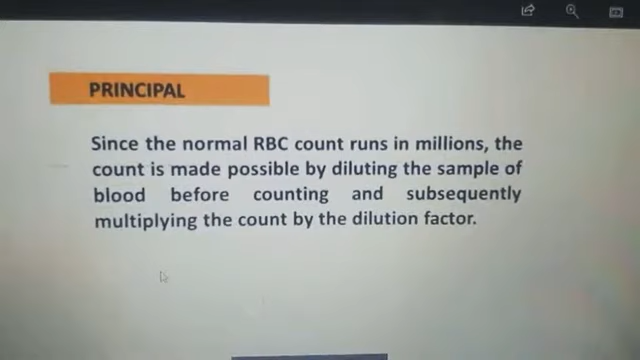 PRINCIPAL
Since the normal RBC count runs in millions, the
count is made possible by diluting the sample of
blood before counting and subsequently
multiplying the count by the dilution factor.